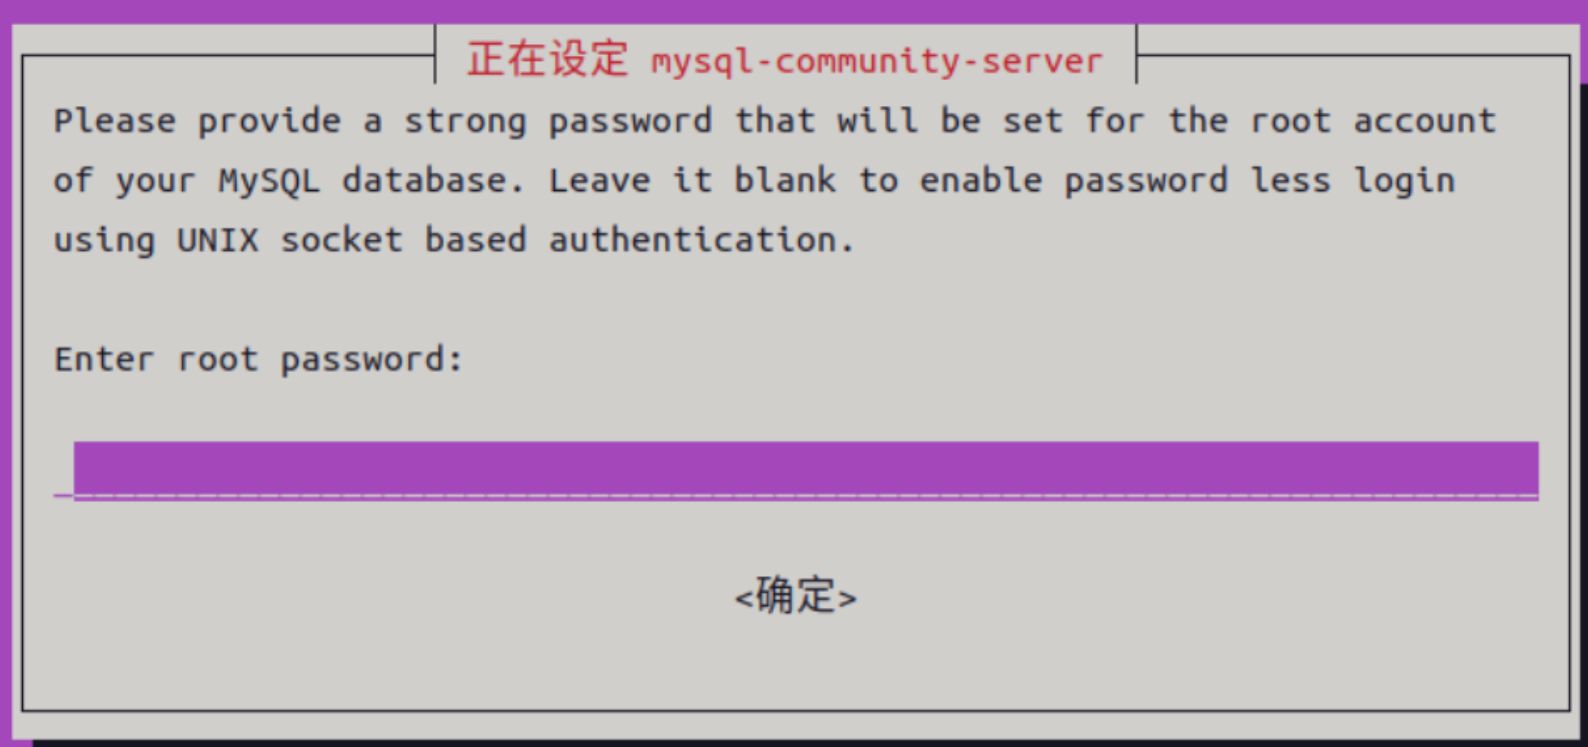 正在设定 mysql-community-server
Please provide a strong password that will be set for the root account
of your MySQL database. Leave it blank to enable password less login
using UNIX socket based authentication.
Enter root password:
<确定>